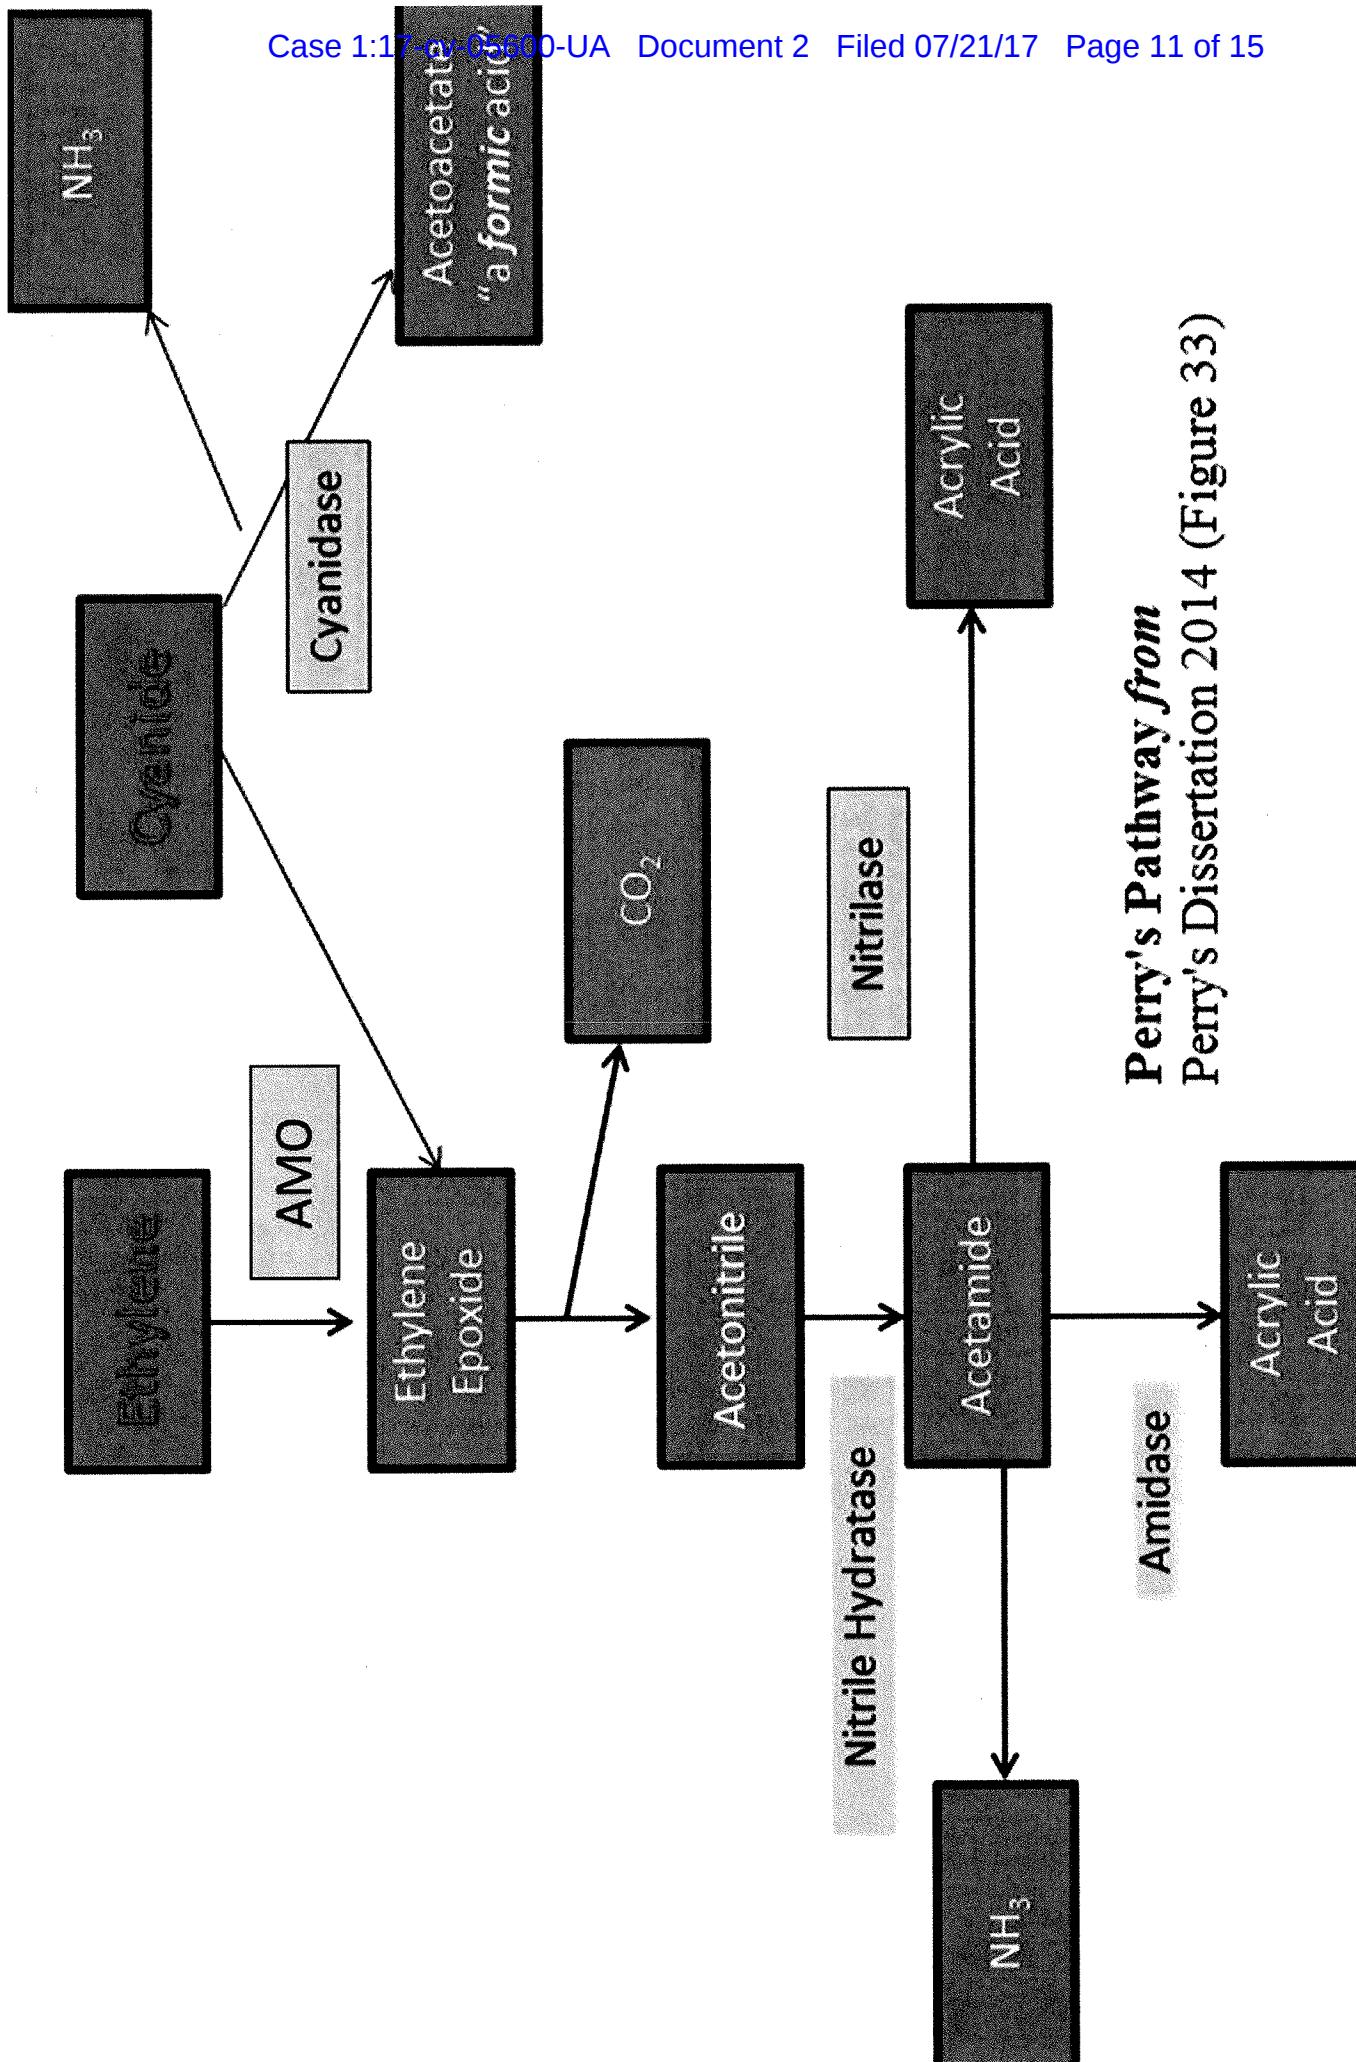 Case 1:17-cv-05600-UA Document 2 Filed 07/21/17 Page 11 of 15
Ethylene
AMO
Ethylene
Epoxide
Cyanide
Cyanidase
NH₃
Acetoacetate
"a formic acid"
CO₂
Acetonitrile
Nitrile Hydratase
Nitrilase
Acetamide
Acrylic
Acid
NH₃
Amidase
Acrylic
Acid
Perry's Pathway from
Perry's Dissertation 2014 (Figure 33)